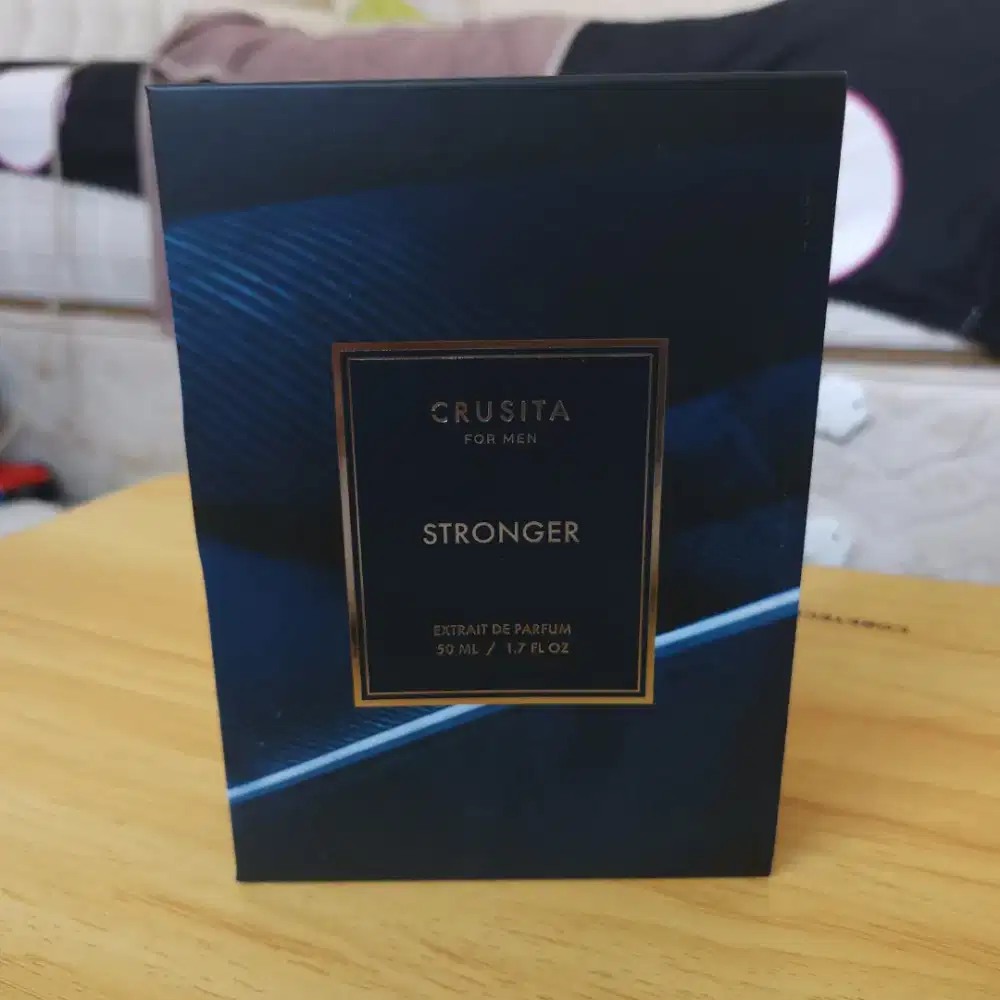 CRUSITA
FOR MEN
STRONGER
EXTRAIT DE PARFUM
50 ML / 1.7 FL OZ